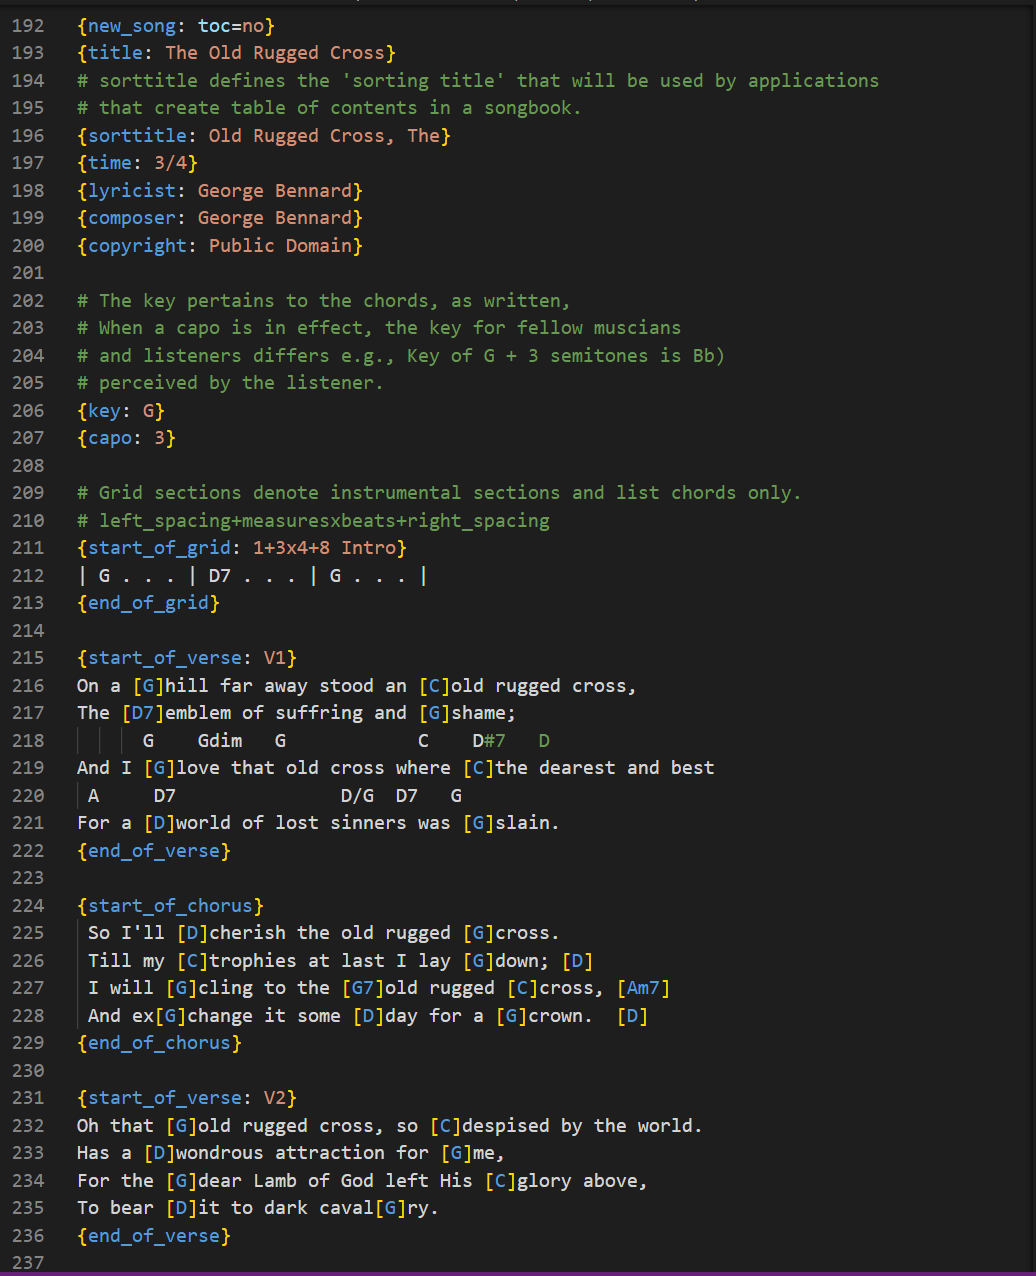 192 {new_song: toc=no}
193 {title: The Old Rugged Cross}
194 # sorttitle defines the 'sorting title' that will be used by applications
195 # that create table of contents in a songbook.
196 {sorttitle: Old Rugged Cross, The}
197 {time: 3/4}
198 {lyricist: George Bennard}
199 {composer: George Bennard}
200 {copyright: Public Domain}
201
202 # The key pertains to the chords, as written,
203 # When a capo is in effect, the key for fellow muscians
204 # and listeners differs e.g., Key of G + 3 semitones is Bb)
205 # perceived by the listener.
206 {key: G}
207 {capo: 3}
208
209 # Grid sections denote instrumental sections and list chords only.
210 # left_spacing+measuresxbeats+right_spacing
211 {start_of_grid: 1+3x4+8 Intro}
212 | G . . . | D7 . . . | G . . . |
213 {end_of_grid}
214
215 {start_of_verse: V1}
216 On a [G]hill far away stood an [C]old rugged cross,
217 The [D7]emblem of suffring and [G]shame;
218       G    Gdim   G            C    D#7   D
219 And I [G]love that old cross where [C]the dearest and best
220  A     D7               D/G  D7   G
221 For a [D]world of lost sinners was [G]slain.
222 {end_of_verse}
223
224 {start_of_chorus}
225  So I'll [D]cherish the old rugged [G]cross.
226  Till my [C]trophies at last I lay [G]down; [D]
227  I will [G]cling to the [G7]old rugged [C]cross, [Am7]
228  And ex[G]change it some [D]day for a [G]crown.  [D]
229 {end_of_chorus}
230
231 {start_of_verse: V2}
232 Oh that [G]old rugged cross, so [C]despised by the world.
233 Has a [D]wondrous attraction for [G]me,
234 For the [G]dear Lamb of God left His [C]glory above,
235 To bear [D]it to dark caval[G]ry.
236 {end_of_verse}
237